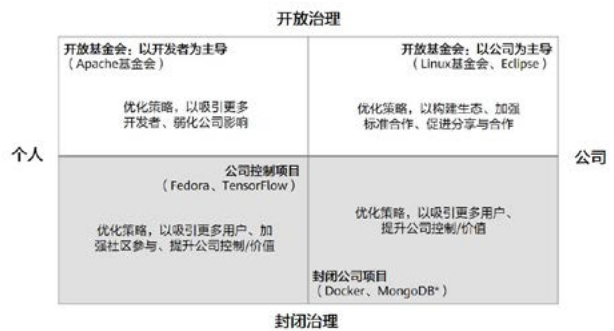 开放治理
开放基金会：以开发者为主导
（Apache基金会）
优化策略，以吸引更多
开发者、弱化公司影响
开放基金会：以公司为主导
（Linux基金会、Eclipse）
优化策略，以构建生态、加强
标准合作、促进分享与合作
个人
公司
公司控制项目
（Fedora、TensorFlow）
优化策略，以吸引更多用户、加
强社区参与、提升公司控制/价值
优化策略，以吸引更多用户、
提升公司控制/价值
封闭公司项目
（Docker、MongoDB*）
封闭治理